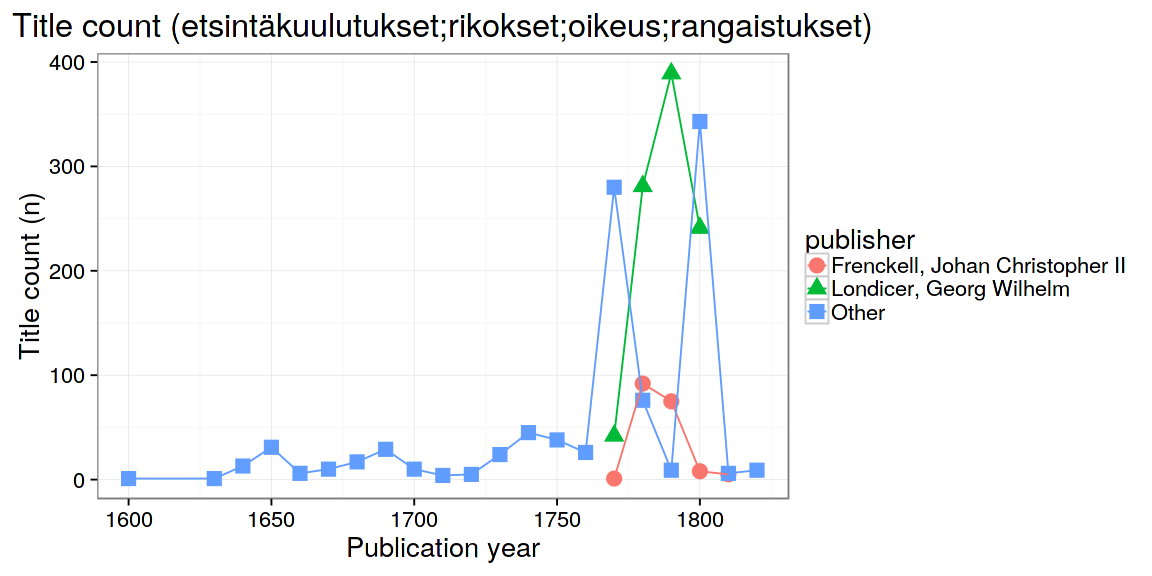 Title count (etsintäkuulutukset;rikokset;oikeus;rangaistukset)
400
300
200
100
0
Title count (n)
1600 1650 1700 1750 1800
Publication year
publisher
Frenckell, Johan Christopher II
Londicer, Georg Wilhelm
Other